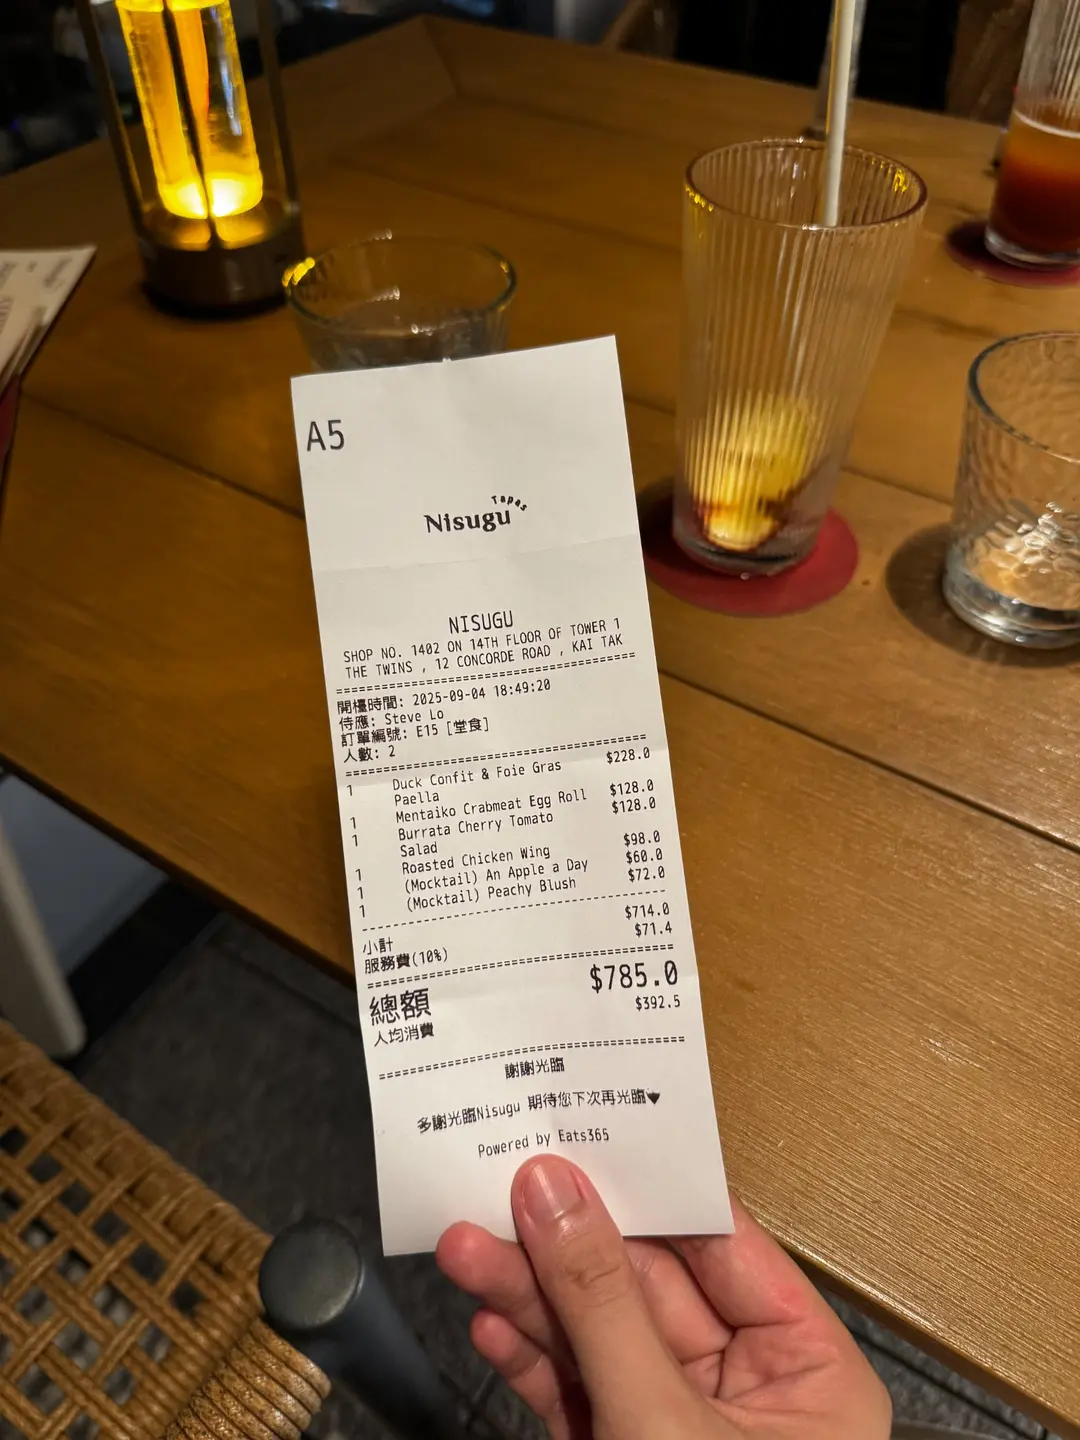 A5
Tapas
Nisugu
NISUGU
SHOP NO. 1402 ON 14TH FLOOR OF TOWER 1
THE TWINS , 12 CONCORDE ROAD , KAI TAK
開檯時間: 2025-09-04 18:49:20
侍應: Steve Lo
訂單編號: E15 [堂食]
人數: 2
1 Duck Confit & Foie Gras $228.0
Paella
1 Mentaiko Crabmeat Egg Roll $128.0
1 Burrata Cherry Tomato $128.0
Salad
1 Roasted Chicken Wing $98.0
1 (Mocktail) An Apple a Day $60.0
1 (Mocktail) Peachy Blush $72.0
小計 $714.0
服務費(10%) $71.4
總額 $785.0
人均消費 $392.5
謝謝光臨
多謝光臨Nisugu 期待您下次再光臨♥
Powered by Eats365